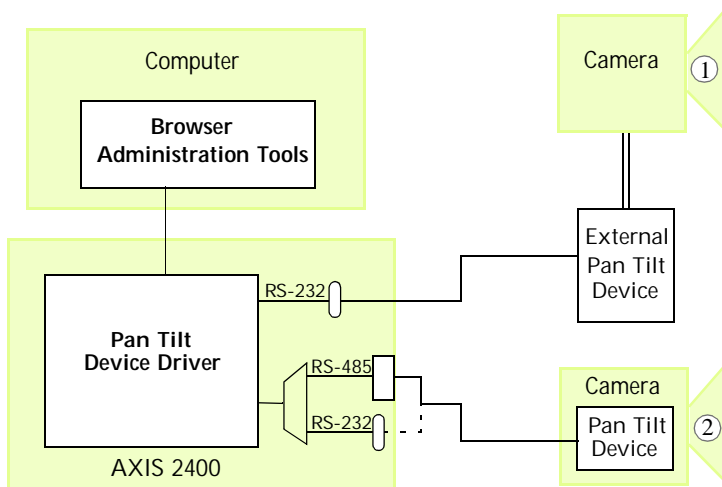 Computer
Browser
Administration Tools
Camera
1
External
Pan Tilt
Device
RS-232
Pan Tilt
Device Driver
RS-485
RS-232
AXIS 2400
Camera
Pan Tilt
Device
2